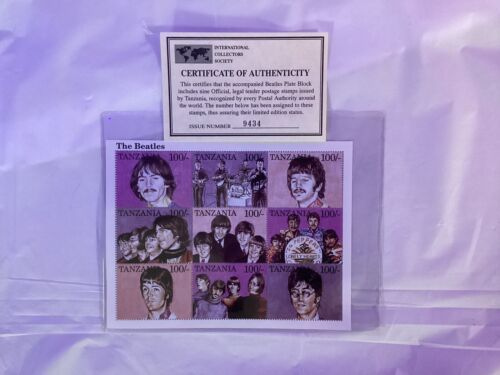 INTERNATIONAL
COLLECTORS
SOCIETY
CERTIFICATE OF AUTHENTICITY
This certifies that the accompanied Beatles Plate Block
includes nine Official, legal tender postage stamps issued
by Tanzania, recognized by every Postal Authority around
the world. The number below has been assigned to these
stamps, thus assuring their limited edition status.
ISSUE NUMBER 9434
The Beatles
TANZANIA 100/-
TANZANIA 100/-
TANZANIA 100/-
TANZANIA 100/-
TANZANIA 100/-
TANZANIA 100/-
LONELY HEARTS
TANZANIA 100/-
TANZANIA 100/-
TANZANIA 100/-